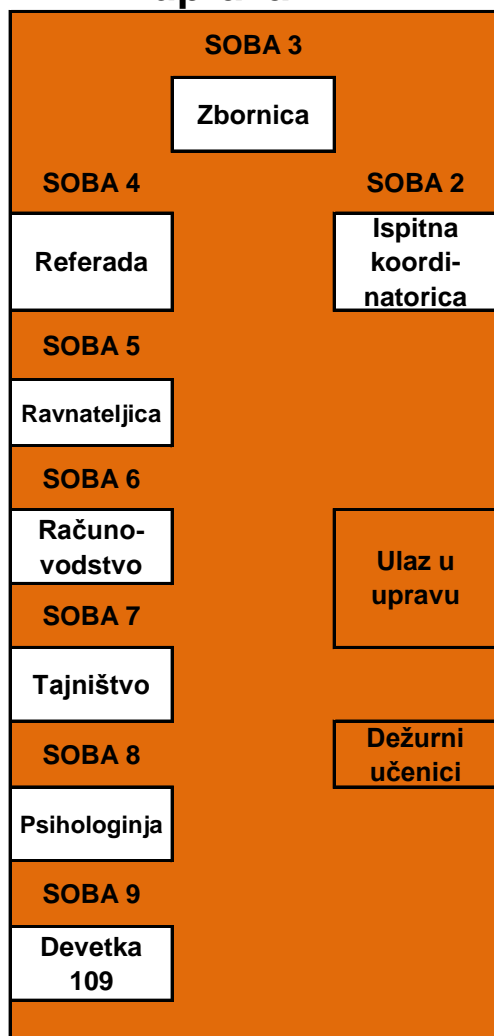 SOBA 3
Zbornica
SOBA 4
SOBA 2
Referada
Ispitna
koordi-
natorica
SOBA 5
Ravnateljica
SOBA 6
Računo-
vodstvo
Ulaz u
upravu
SOBA 7
Tajništvo
SOBA 8
Dežurni
učenici
Psihologinja
SOBA 9
Devetka
109